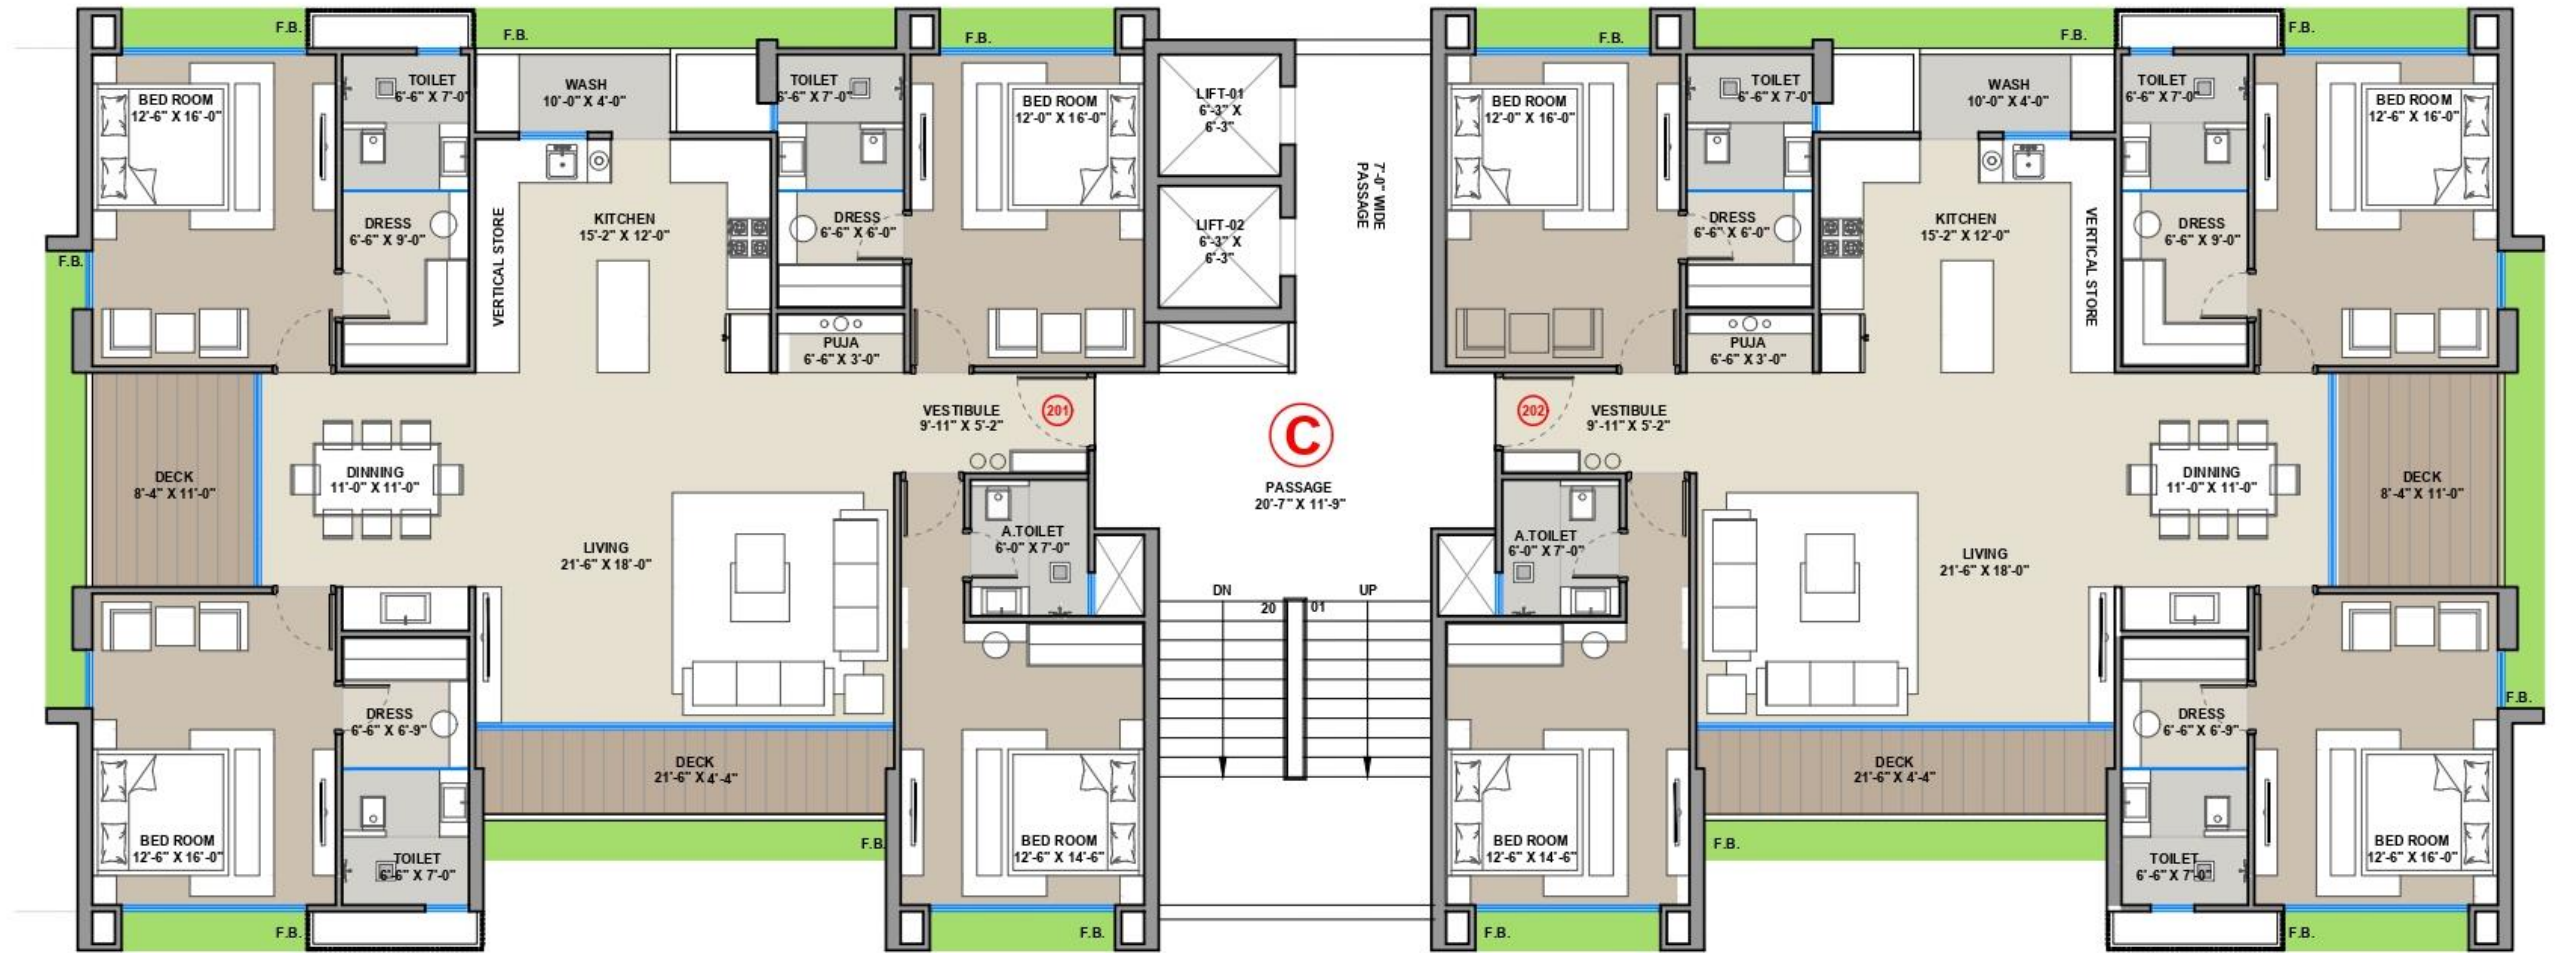 F.B.
F.B.
F.B.
F.B.
F.B.
F.B.
BED ROOM
12'-6" X 16'-0"
TOILET
6'-6" X 7'-0"
WASH
10'-0" X 4'-0"
TOILET
6'-6" X 7'-0"
BED ROOM
12'-0" X 16'-0"
LIFT-01
6'-3" X
6'-3"
7'-0" WIDE
PASSAGE
BED ROOM
12'-0" X 16'-0"
TOILET
6'-6" X 7'-0"
WASH
10'-0" X 4'-0"
TOILET
6'-6" X 7'-0"
BED ROOM
12'-6" X 16'-0"
F.B.
DRESS
6'-6" X 9'-0"
VERTICAL STORE
KITCHEN
15'-2" X 12'-0"
DRESS
6'-6" X 6'-0"
LIFT-02
6'-3" X
6'-3"
DRESS
6'-6" X 6'-0"
KITCHEN
15'-2" X 12'-0"
VERTICAL STORE
DRESS
6'-6" X 9'-0"
PUJA
6'-6" X 3'-0"
PUJA
6'-6" X 3'-0"
VESTIBULE
9'-11" X 5'-2"
201
C
202
VESTIBULE
9'-11" X 5'-2"
DECK
8'-4" X 11'-0"
DINNING
11'-0" X 11'-0"
PASSAGE
20'-7" X 11'-9"
DINNING
11'-0" X 11'-0"
DECK
8'-4" X 11'-0"
LIVING
21'-6" X 18'-0"
A.TOILET
6'-0" X 7'-0"
A.TOILET
6'-0" X 7'-0"
LIVING
21'-6" X 18'-0"
DN
UP
20
01
DRESS
6'-6" X 6'-9"
DRESS
6'-6" X 6'-9"
F.B.
DECK
21'-6" X 4'-4"
DECK
21'-6" X 4'-4"
BED ROOM
12'-6" X 16'-0"
TOILET
6'-6" X 7'-0"
F.B.
BED ROOM
12'-6" X 14'-6"
BED ROOM
12'-6" X 14'-6"
F.B.
TOILET
6'-6" X 7'-0"
BED ROOM
12'-6" X 16'-0"
F.B.
F.B.
F.B.
F.B.